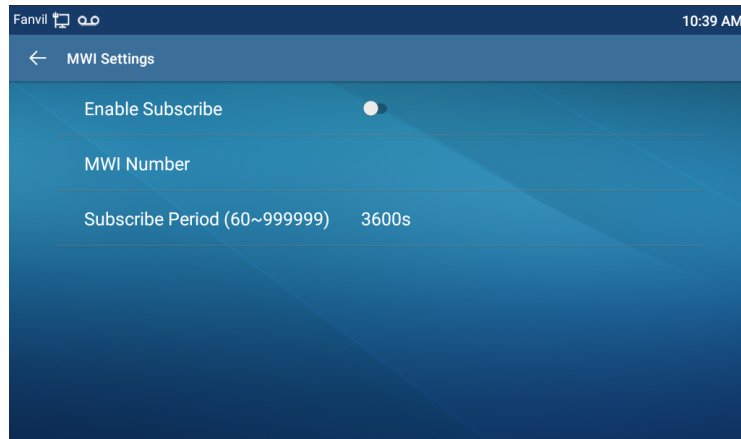 Fanvil 10:39 AM
MWI Settings
Enable Subscribe
MWI Number
Subscribe Period (60~999999) 3600s